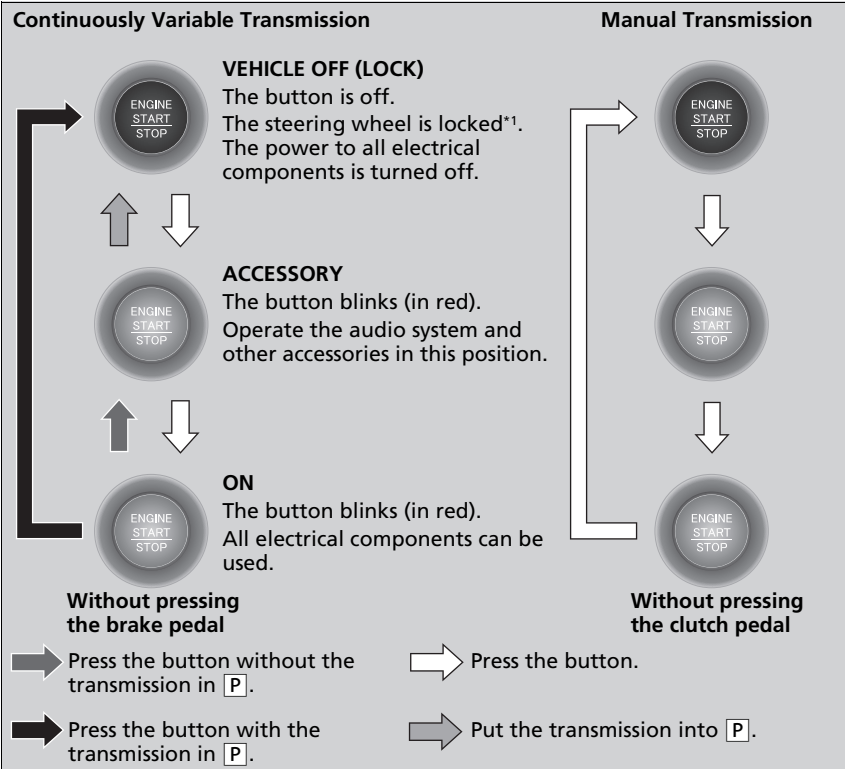 Continuously Variable Transmission
Manual Transmission
ENGINE
START
STOP
VEHICLE OFF (LOCK)
The button is off.
The steering wheel is locked*1.
The power to all electrical
components is turned off.
ENGINE
START
STOP
ENGINE
START
STOP
ACCESSORY
The button blinks (in red).
Operate the audio system and
other accessories in this position.
ENGINE
START
STOP
ENGINE
START
STOP
ON
The button blinks (in red).
All electrical components can be
used.
ENGINE
START
STOP
Without pressing
the brake pedal
Without pressing
the clutch pedal
Press the button without the
transmission in P.
Press the button.
Press the button with the
transmission in P.
Put the transmission into P.